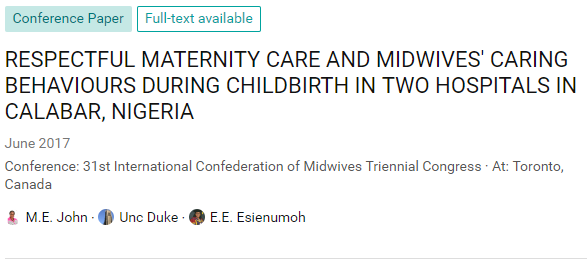 Conference Paper Full-text available
RESPECTFUL MATERNITY CARE AND MIDWIVES' CARING
BEHAVIOURS DURING CHILDBIRTH IN TWO HOSPITALS IN
CALABAR, NIGERIA
June 2017
Conference: 31st International Confederation of Midwives Triennial Congress · At: Toronto,
Canada
M.E. John · Unc Duke · E.E. Esienumoh